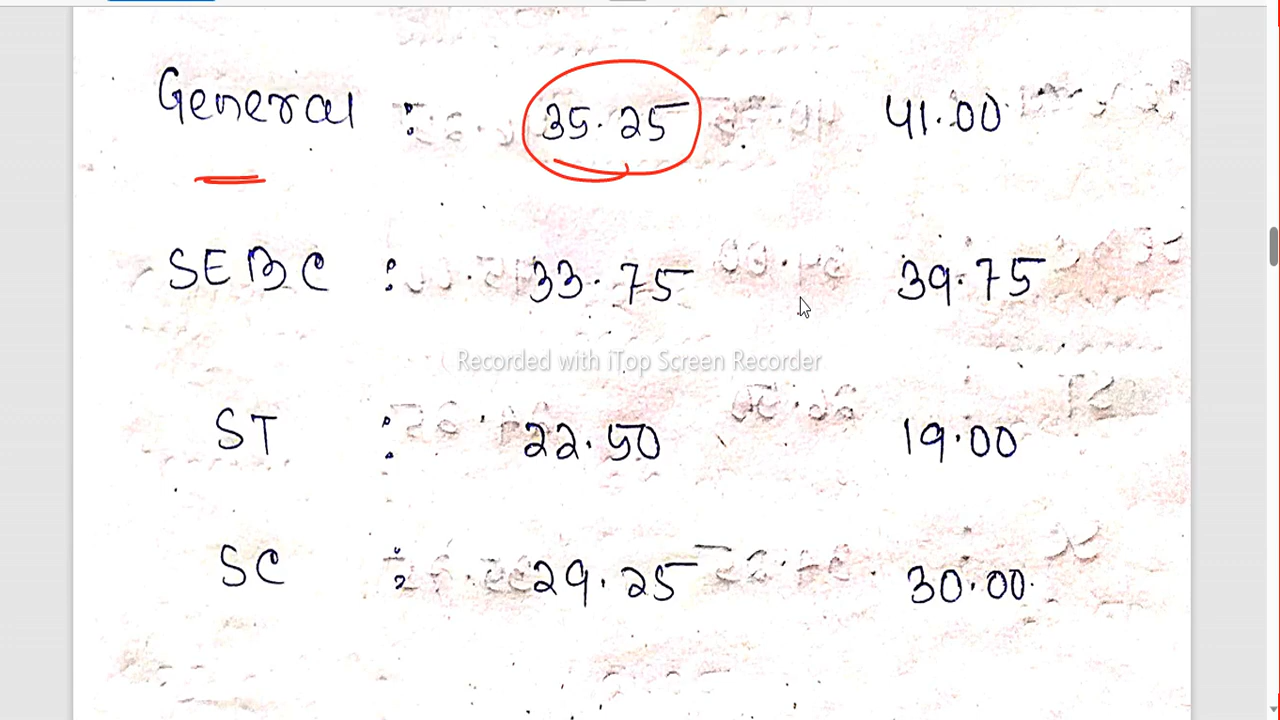 General : 35.25 41.00
SEBC : 33.75 39.75
Recorded with iTop Screen Recorder
ST : 22.50 19.00
SC : 29.25 30.00